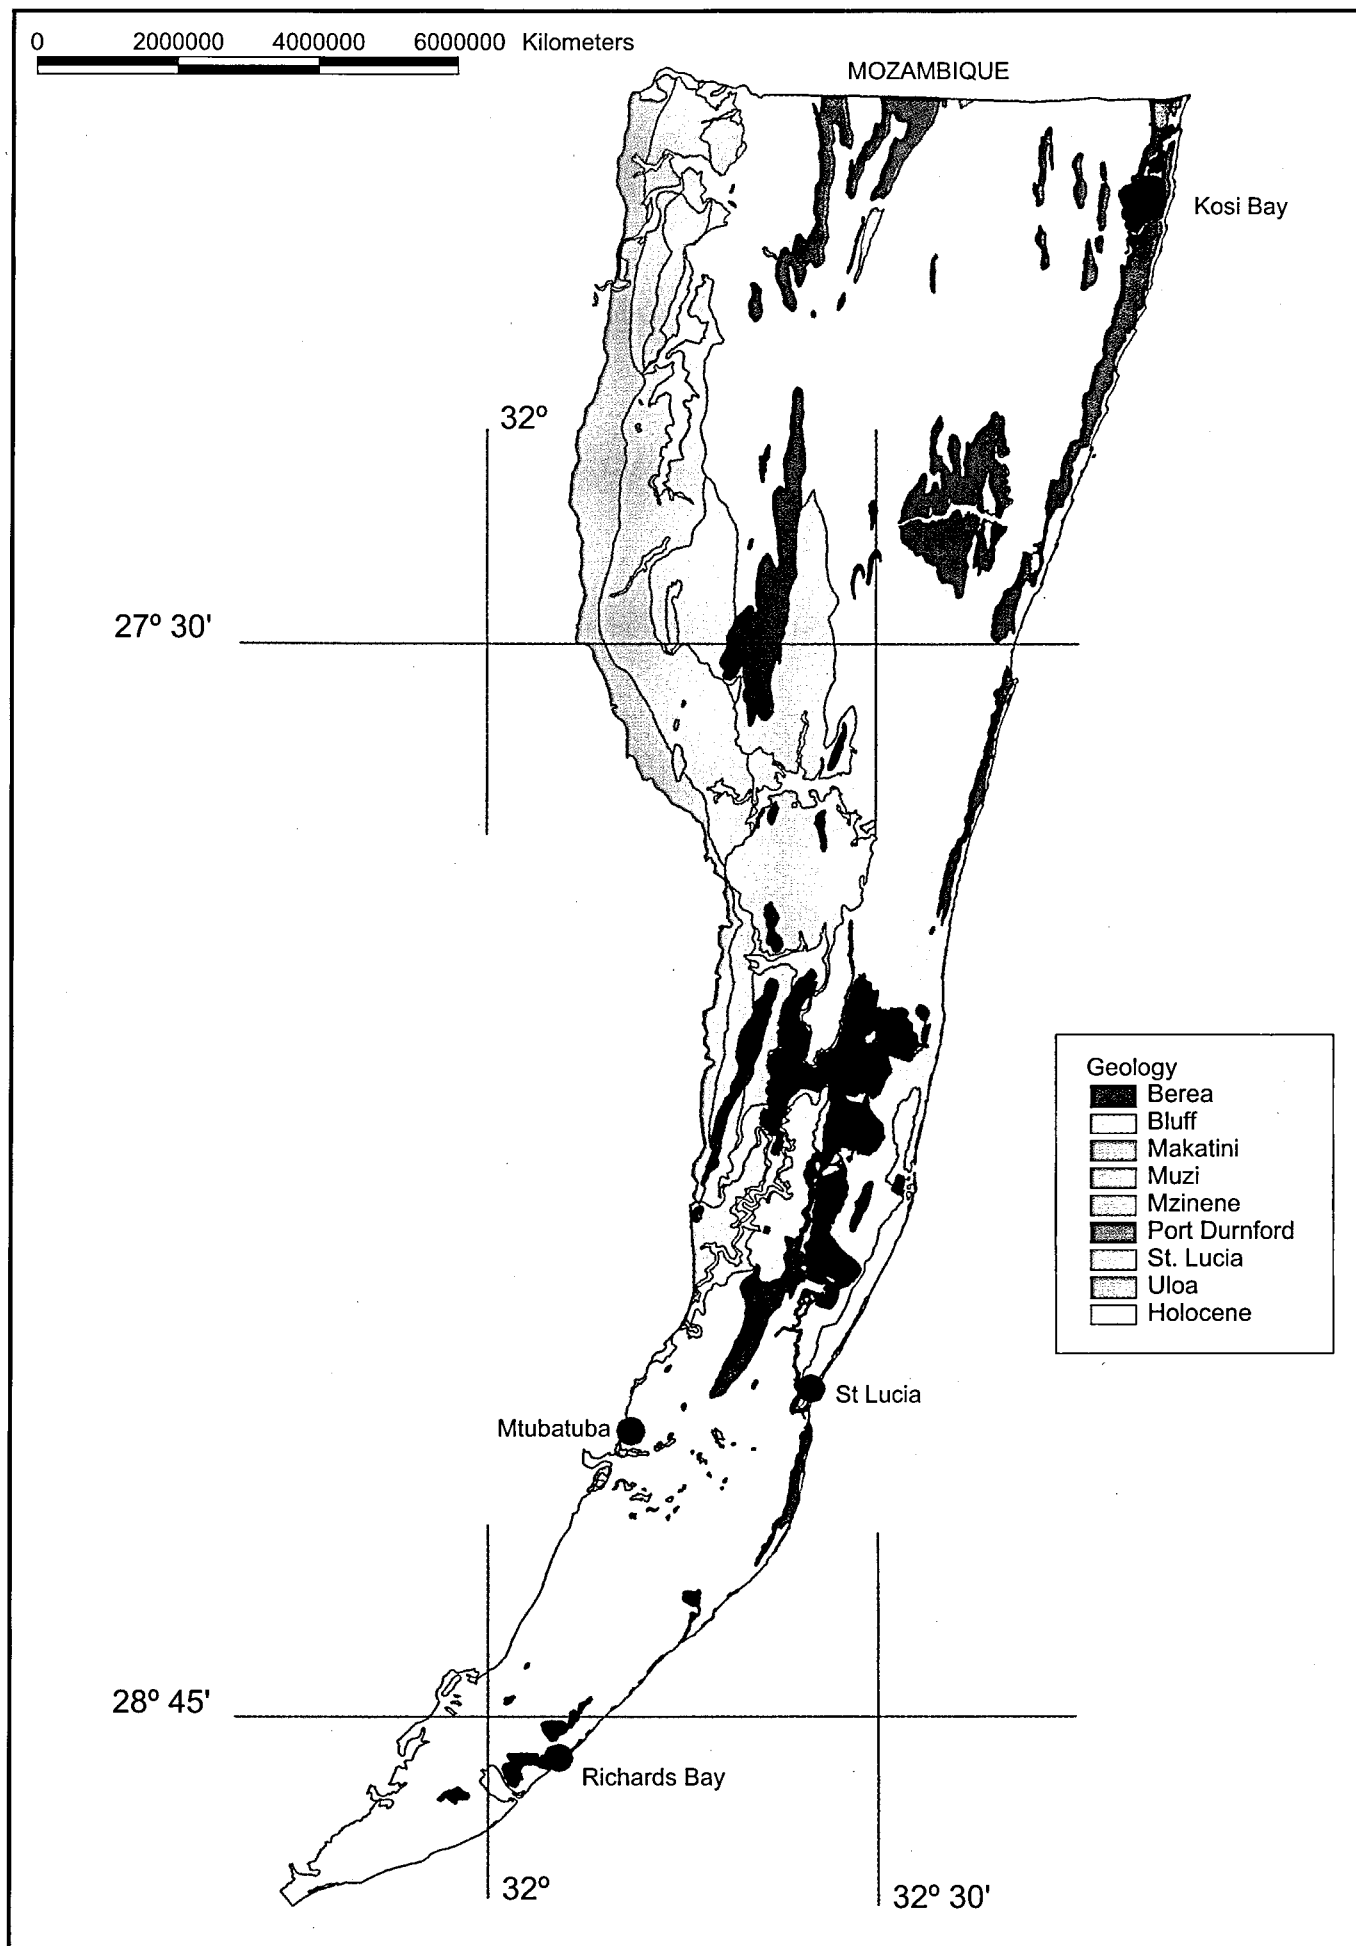 0 2000000 4000000 6000000 Kilometers
MOZAMBIQUE
Kosi Bay
32º
27º 30'
Geology
Berea
Bluff
Makatini
Muzi
Mzinene
Port Durnford
St. Lucia
Uloa
Holocene
St Lucia
Mtubatuba
28º 45'
Richards Bay
32º
32º 30'